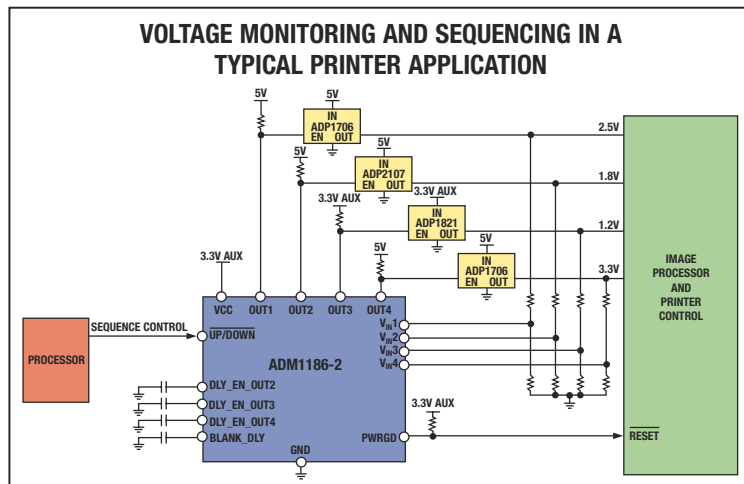 VOLTAGE MONITORING AND SEQUENCING IN A
TYPICAL PRINTER APPLICATION
5V
5V
IN
ADP1706
EN OUT
2.5V
5V
5V
IN
ADP2107
EN OUT
1.8V
3.3V AUX
3.3V AUX
IN
ADP1821
EN OUT
1.2V
5V
5V
IN
ADP1706
EN OUT
3.3V
3.3V AUX
VCC
OUT1
OUT2
OUT3
OUT4
PROCESSOR
SEQUENCE CONTROL
UP/DOWN
ADM1186-2
VIN1
VIN2
VIN3
VIN4
DLY_EN_OUT2
DLY_EN_OUT3
DLY_EN_OUT4
BLANK_DLY
GND
PWRGD
3.3V AUX
IMAGE
PROCESSOR
AND
PRINTER
CONTROL
RESET